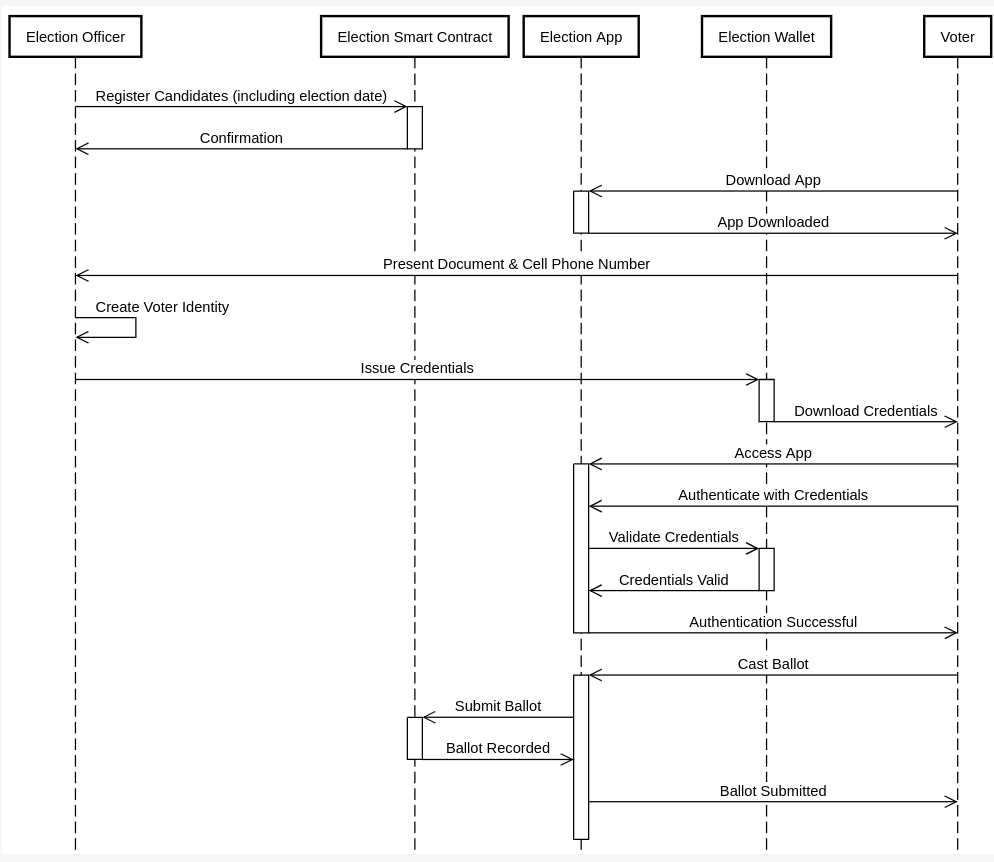 Election Officer
Election Smart Contract
Election App
Election Wallet
Voter
Register Candidates (including election date)
Confirmation
Download App
App Downloaded
Present Document & Cell Phone Number
Create Voter Identity
Issue Credentials
Download Credentials
Access App
Authenticate with Credentials
Validate Credentials
Credentials Valid
Authentication Successful
Cast Ballot
Submit Ballot
Ballot Recorded
Ballot Submitted